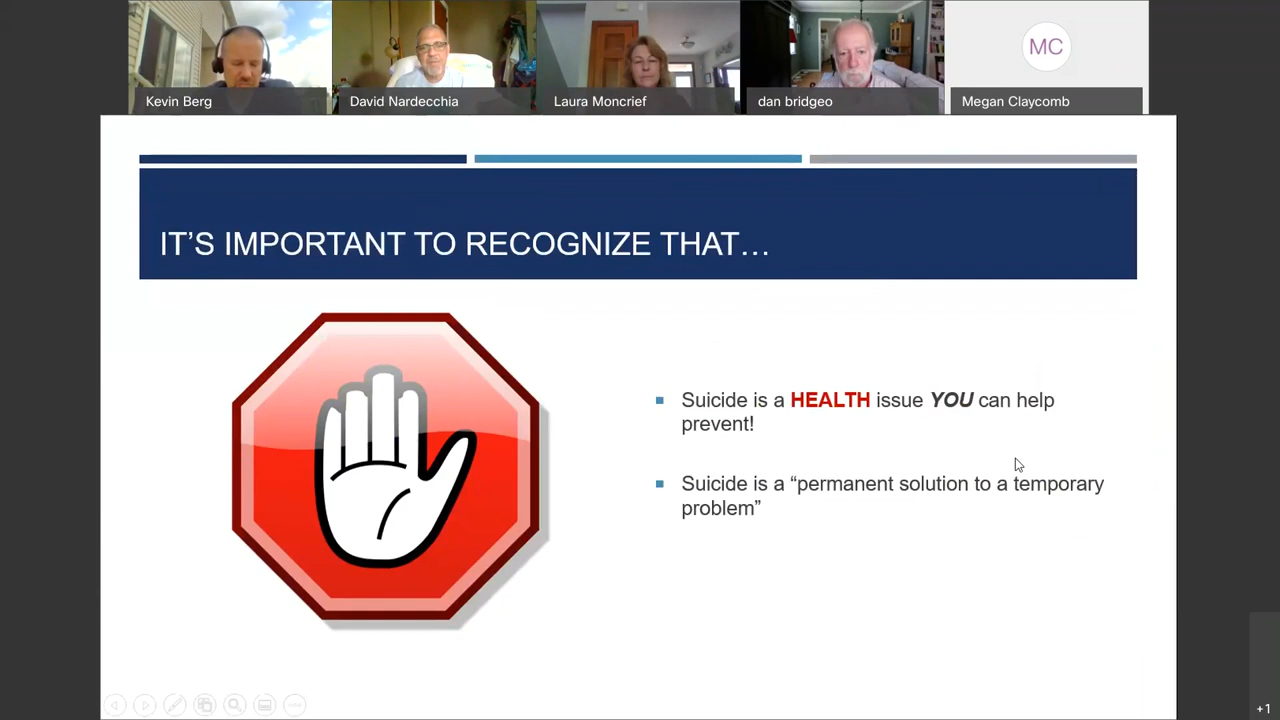 Kevin Berg
David Nardecchia
Laura Moncrief
dan bridgeo
MC
Megan Claycomb
IT’S IMPORTANT TO RECOGNIZE THAT…
Suicide is a HEALTH issue YOU can help
prevent!
Suicide is a “permanent solution to a temporary
problem”
+1